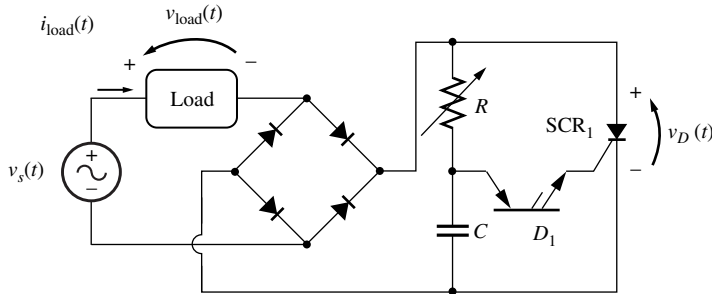 v_load(t)
i_load(t)
+
−
Load
+
R
SCR₁
v_D (t)
v_s(t)
+
−
−
C
D₁